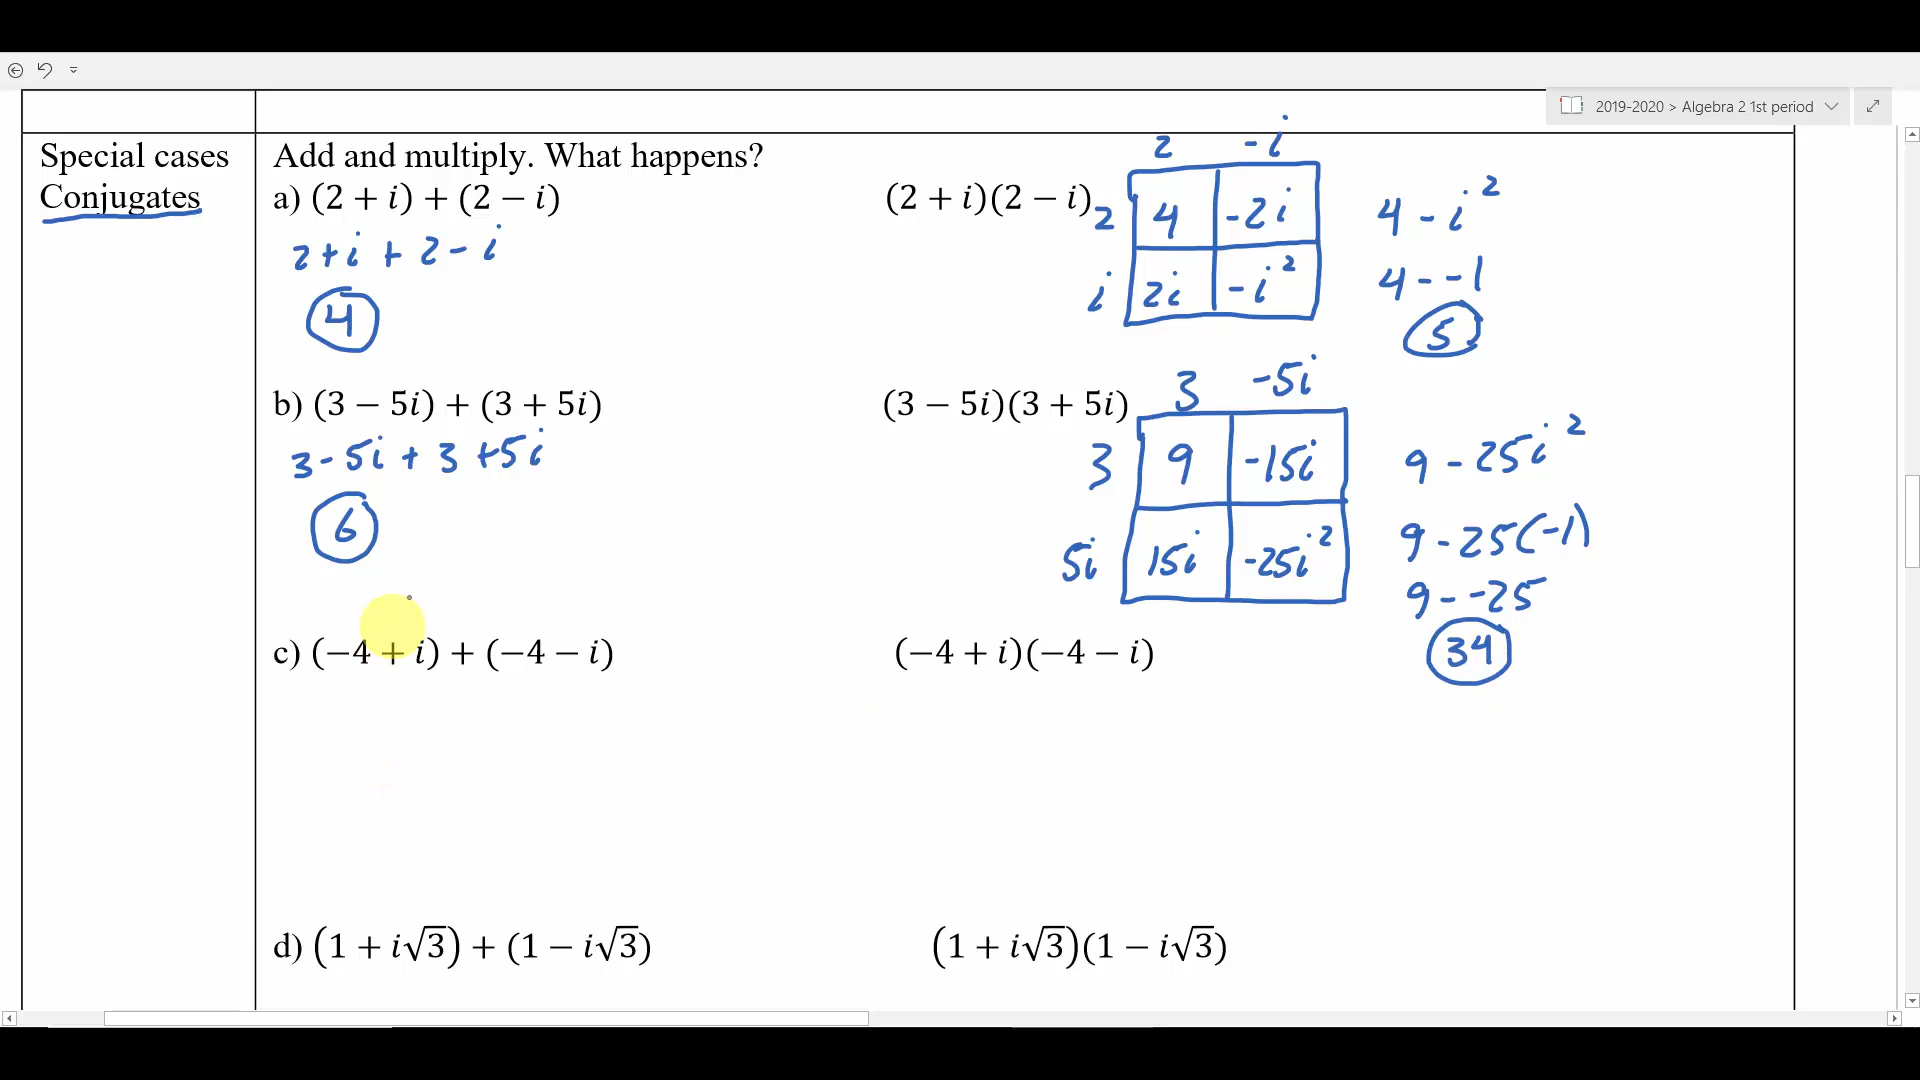 2019-2020 > Algebra 2 1st period
Special cases
Conjugates
Add and multiply. What happens?
a) (2 + i) + (2 − i)
2 + i + 2 - i
4
(2 + i)(2 − i)
2 -i
2 4 -2i
i 2i -i²
4 - i²
4 - -1
5
b) (3 − 5i) + (3 + 5i)
3 - 5i + 3 + 5i
6
(3 − 5i)(3 + 5i)
3 -5i
3 9 -15i
5i 15i -25i²
9 - 25i²
9 - 25(-1)
9 - -25
34
c) (−4 + i) + (−4 − i)
(−4 + i)(−4 − i)
d) (1 + i√3) + (1 − i√3)
(1 + i√3)(1 − i√3)